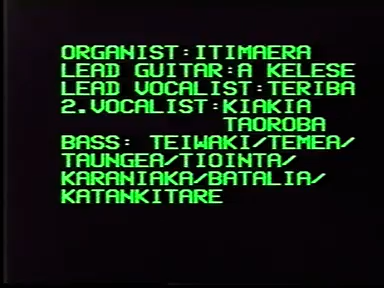 ORGANIST:ITIMAERA
LEAD GUITAR:A KELESE
LEAD VOCALIST:TERIBA
2.VOCALIST:KIAKIA
TAOROBA
BASS: TEIWAKI/TEMEA/
TAUNGEA/TIOINTA/
KARANIAKA/BATALIA/
KATANKITARE